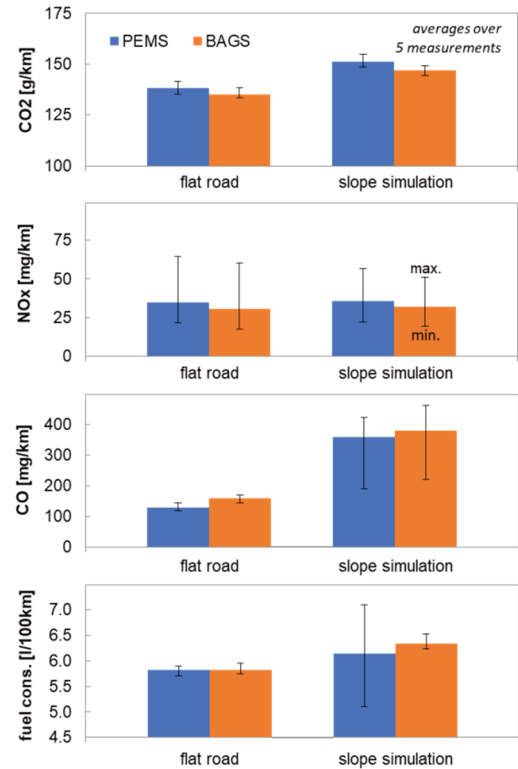 PEMS BAGS
averages over
5 measurements
CO2 [g/km]
175
150
125
100
flat road slope simulation
NOx [mg/km]
75
50
25
0
max.
min.
flat road slope simulation
CO [mg/km]
400
300
200
100
0
flat road slope simulation
fuel cons. [l/100km]
7.0
6.5
6.0
5.5
5.0
4.5
flat road slope simulation